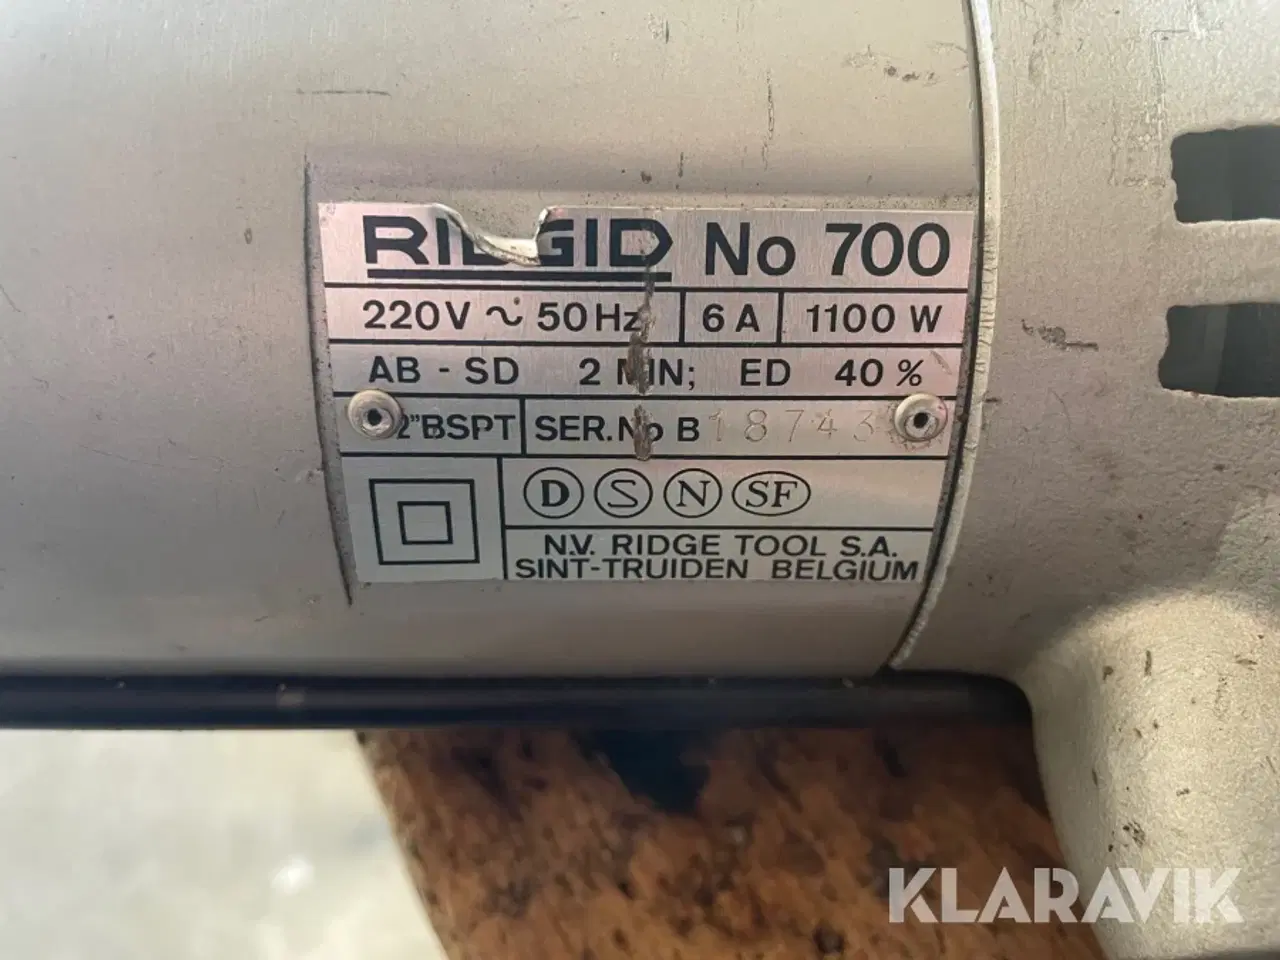 RIDGID No 700
220V ~ 50Hz 6 A 1100 W
AB - SD 2 MIN; ED 40 %
2"BSPT SER.No B 18743
D S N SF
N.V. RIDGE TOOL S.A.
SINT-TRUIDEN BELGIUM
KLARAVIK